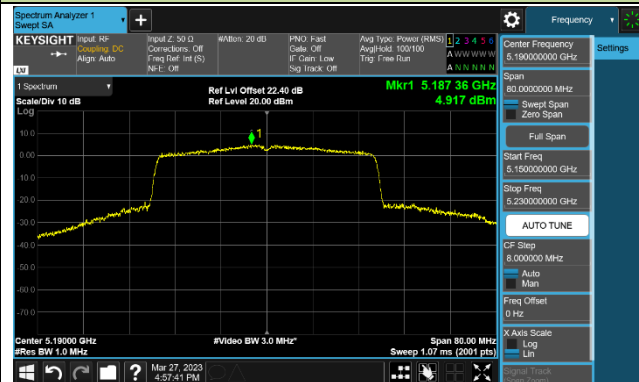 Spectrum Analyzer 1
Swept SA
Frequency
KEYSIGHT
Input: RF
Coupling: DC
Align: Auto
Input Z: 50 Ω
Corrections: Off
Freq Ref: Int (S)
NFE: Off
#Atten: 20 dB
PNO: Fast
Gate: Off
IF Gain: Low
Sig Track: Off
Avg Type: Power (RMS)
Avg|Hold: 100/100
Trig: Free Run
1 2 3 4 5 6
A W W W W W
A N N N N N
LXI
1 Spectrum
Scale/Div 10 dB
Ref Lvl Offset 22.40 dB
Ref Level 20.00 dBm
Mkr1 5.187 36 GHz
4.917 dBm
Log
10.0
0.00
-10.0
-20.0
-30.0
-40.0
-50.0
-60.0
-70.0
1
Center 5.19000 GHz
#Res BW 1.0 MHz
#Video BW 3.0 MHz*
Span 80.00 MHz
Sweep 1.07 ms (2001 pts)
Mar 27, 2023
4:57:41 PM
Center Frequency
5.190000000 GHz
Settings
Span
80.0000000 MHz
Swept Span
Zero Span
Full Span
Start Freq
5.150000000 GHz
Stop Freq
5.230000000 GHz
AUTO TUNE
CF Step
8.000000 MHz
Auto
Man
Freq Offset
0 Hz
X Axis Scale
Log
Lin
Signal Track
(Span Zoom)